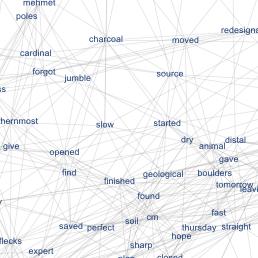 mehmet
poles
redesigna
charcoal
moved
cardinal
forgot
jumble
source
ss
hernmost
slow
started
dry
distal
give
animal
opened
gave
find
geological
boulders
finished
tomorrow
leavi
found
cm
fast
soil
saved
perfect
thursday
straight
hope
flecks
sharp
expert
closed